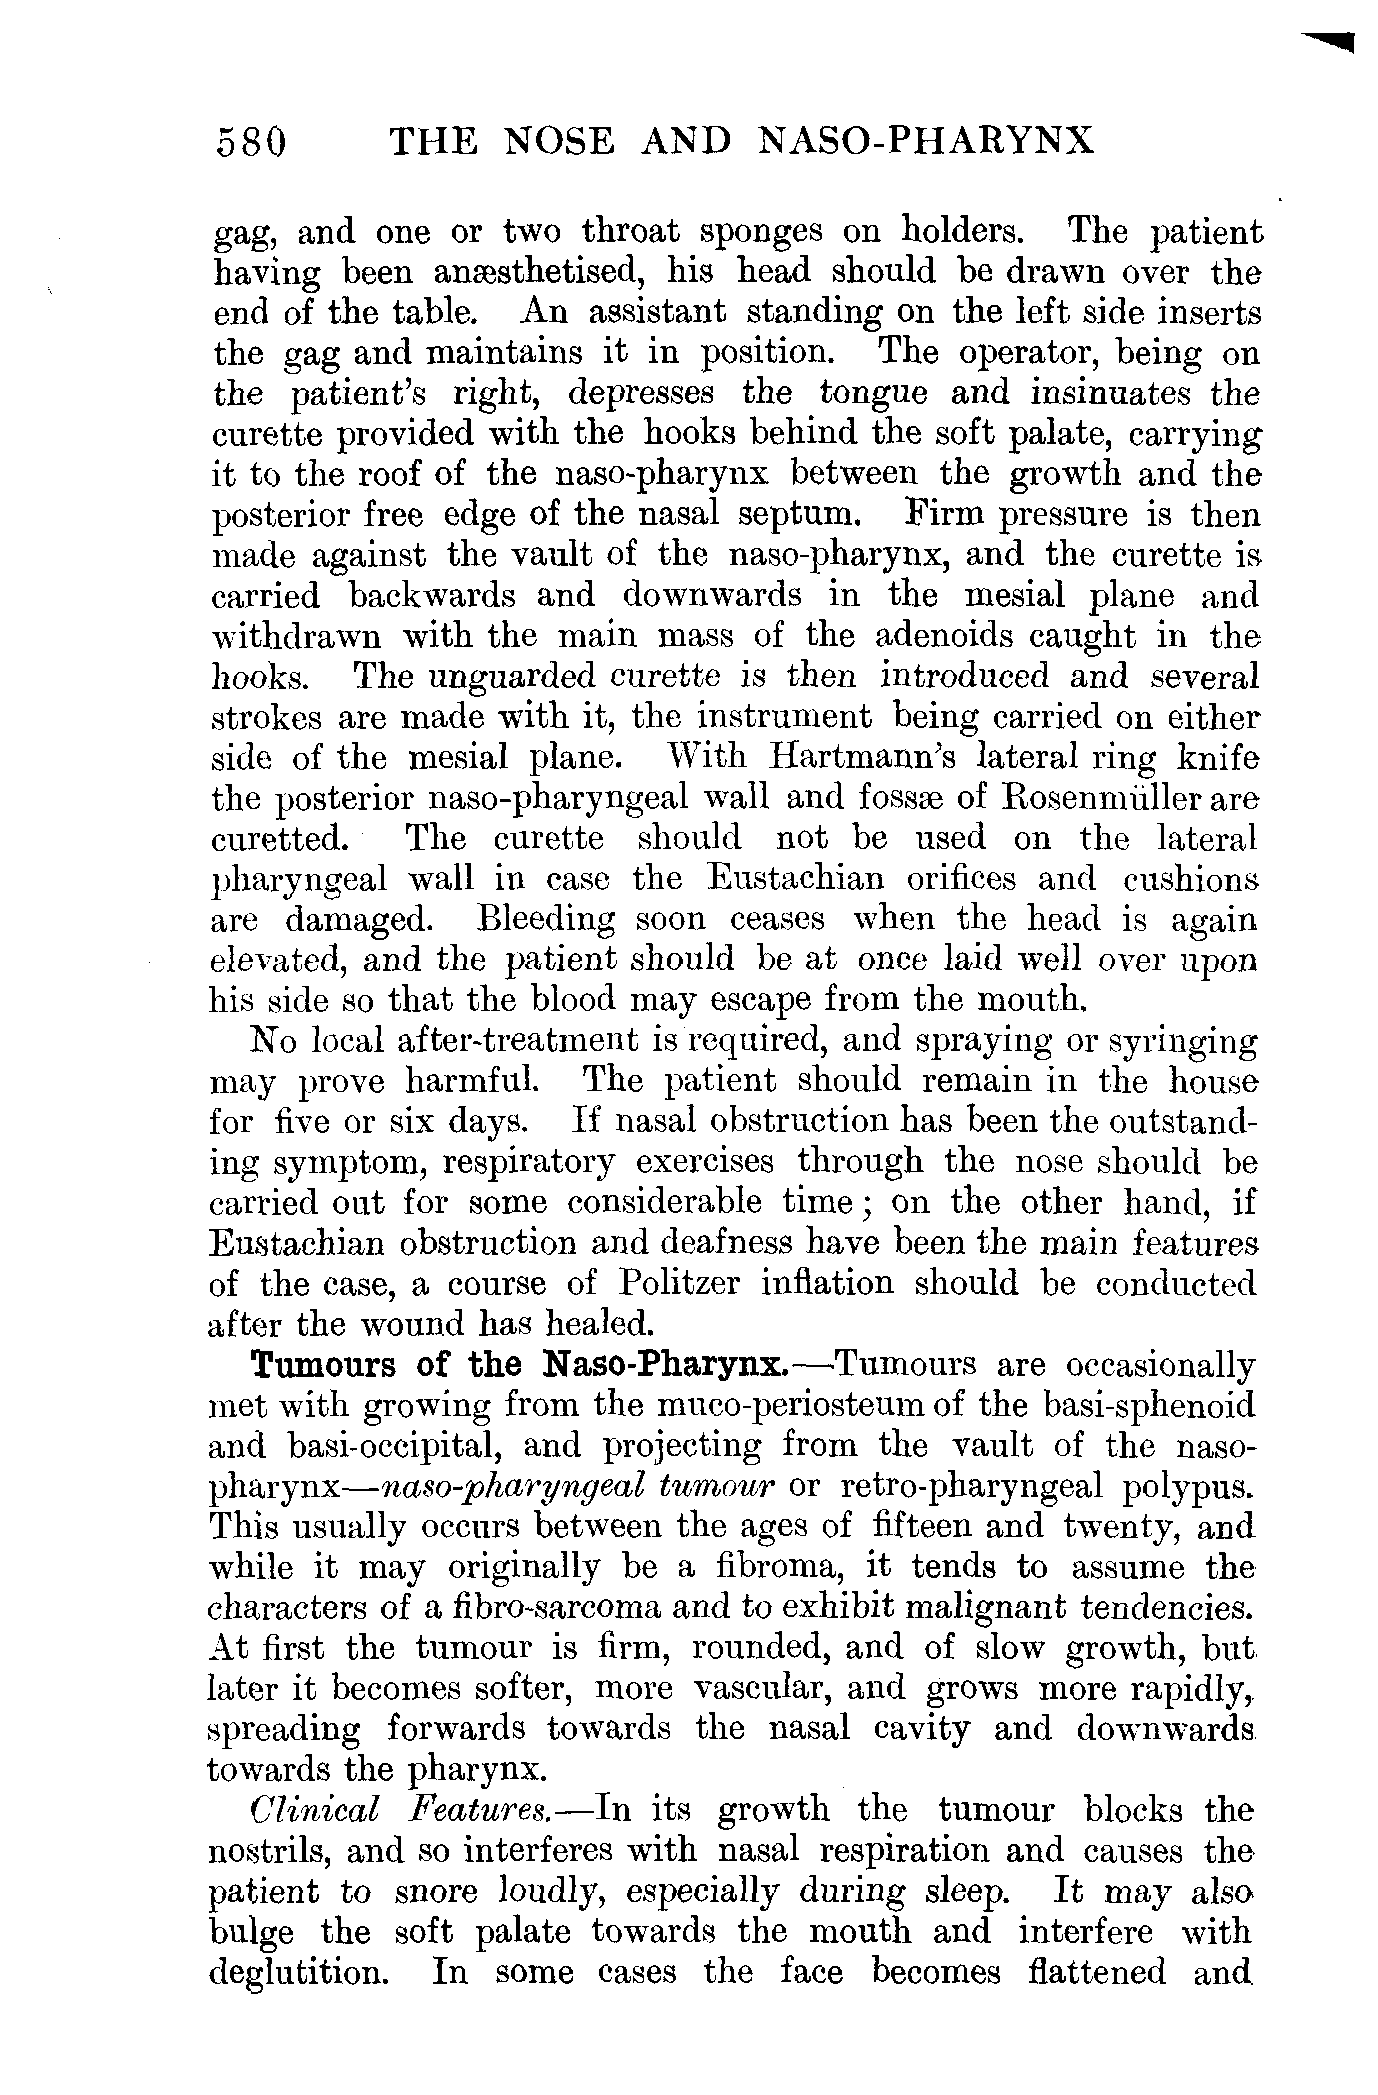 580 THE NOSE AND NASO-PHARYNX
gag, and one or two throat sponges on holders. The patient
having been anæsthetised, his head should be drawn over the
end of the table. An assistant standing on the left side inserts
the gag and maintains it in position. The operator, being on
the patient's right, depresses the tongue and insinuates the
curette provided with the hooks behind the soft palate, carrying
it to the roof of the naso-pharynx between the growth and the
posterior free edge of the nasal septum. Firm pressure is then
made against the vault of the naso-pharynx, and the curette is
carried backwards and downwards in the mesial plane and
withdrawn with the main mass of the adenoids caught in the
hooks. The unguarded curette is then introduced and several
strokes are made with it, the instrument being carried on either
side of the mesial plane. With Hartmann's lateral ring knife
the posterior naso-pharyngeal wall and fossæ of Rosenmüller are
curetted. The curette should not be used on the lateral
pharyngeal wall in case the Eustachian orifices and cushions
are damaged. Bleeding soon ceases when the head is again
elevated, and the patient should be at once laid well over upon
his side so that the blood may escape from the mouth.
No local after-treatment is required, and spraying or syringing
may prove harmful. The patient should remain in the house
for five or six days. If nasal obstruction has been the outstand-
ing symptom, respiratory exercises through the nose should be
carried out for some considerable time; on the other hand, if
Eustachian obstruction and deafness have been the main features
of the case, a course of Politzer inflation should be conducted
after the wound has healed.
Tumours of the Naso-Pharynx.—Tumours are occasionally
met with growing from the muco-periosteum of the basi-sphenoid
and basi-occipital, and projecting from the vault of the naso-
pharynx—naso-pharyngeal tumour or retro-pharyngeal polypus.
This usually occurs between the ages of fifteen and twenty, and
while it may originally be a fibroma, it tends to assume the
characters of a fibro-sarcoma and to exhibit malignant tendencies.
At first the tumour is firm, rounded, and of slow growth, but
later it becomes softer, more vascular, and grows more rapidly,
spreading forwards towards the nasal cavity and downwards
towards the pharynx.
Clinical Features.—In its growth the tumour blocks the
nostrils, and so interferes with nasal respiration and causes the
patient to snore loudly, especially during sleep. It may also
bulge the soft palate towards the mouth and interfere with
deglutition. In some cases the face becomes flattened and